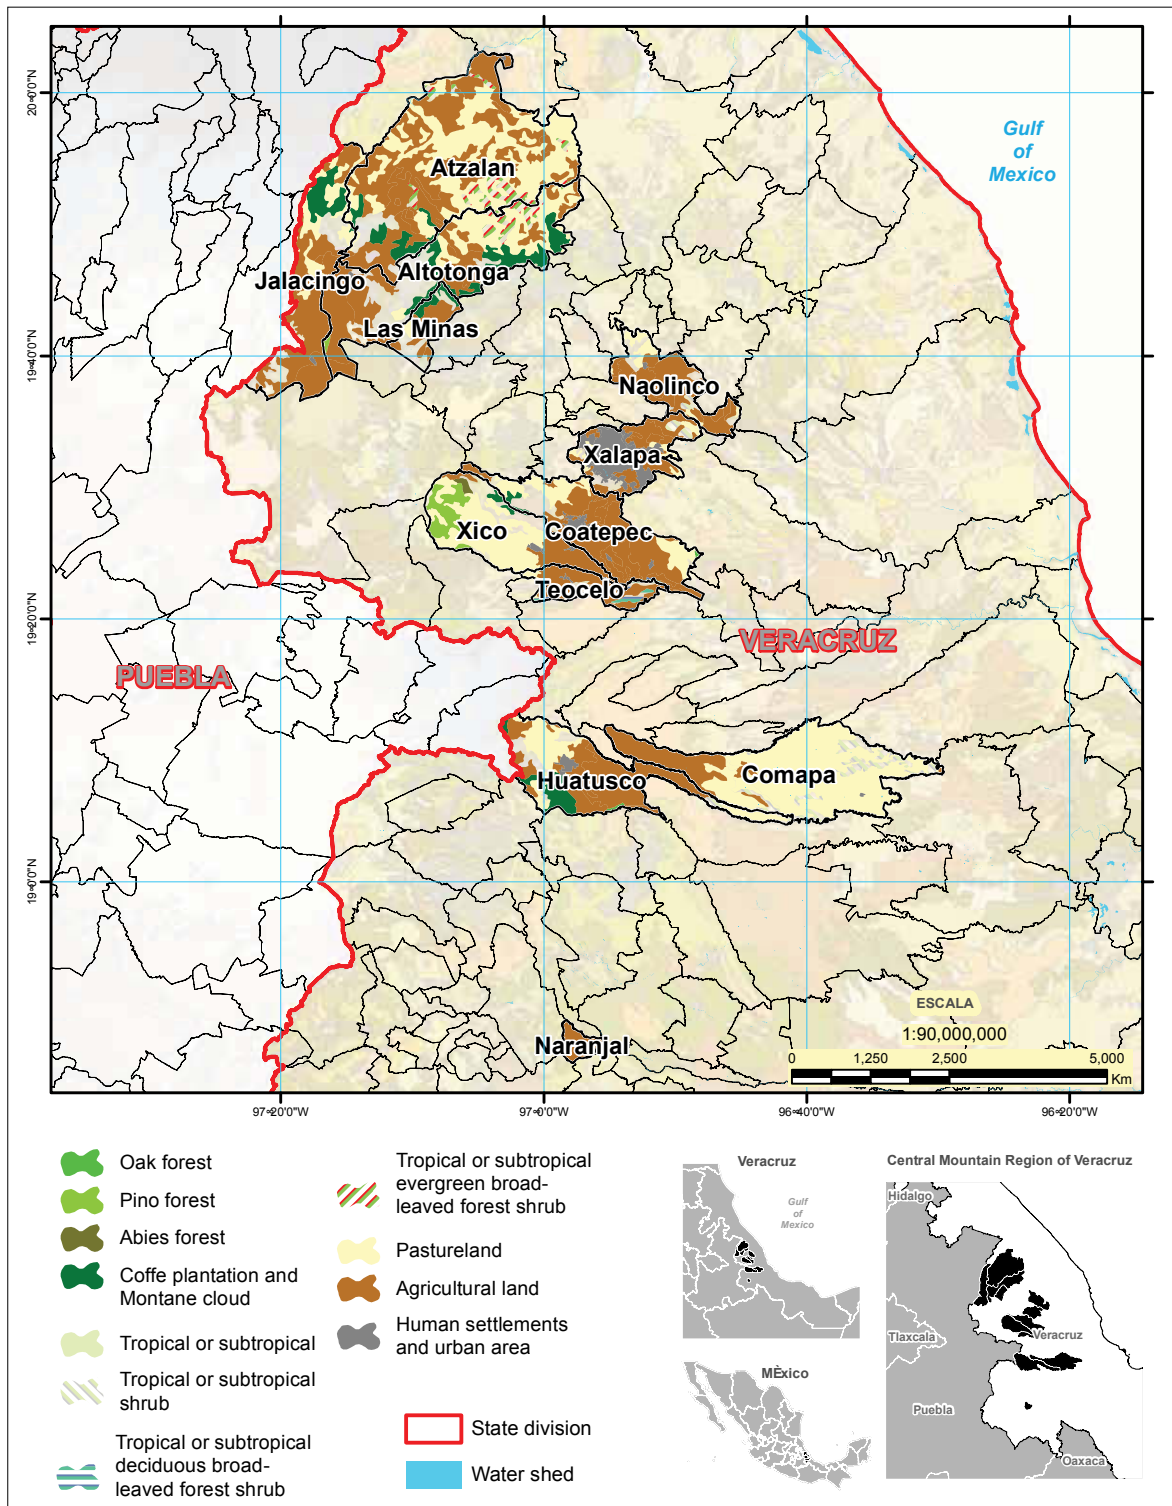 Gulf
of
Mexico
20°0'0"N
Atzalan
Altotonga
Jalacingo
Las Minas
19°40'0"N
Naolinco
Xalapa
Xico
Coatepec
Teocelo
19°20'0"N
VERACRUZ
PUEBLA
Comapa
Huatusco
19°0'0"N
ESCALA
1:90,000,000
Naranjal
0 1,250 2,500 5,000
Km
97°20'0"W 97°0'0"W 96°40'0"W 96°20'0"W
Oak forest
Pino forest
Abies forest
Coffe plantation and
Montane cloud
Tropical or subtropical
Tropical or subtropical
shrub
Tropical or subtropical
deciduous broad-
leaved forest shrub
Tropical or subtropical
evergreen broad-
leaved forest shrub
Pastureland
Agricultural land
Human settlements
and urban area
State division
Water shed
Veracruz
Gulf
of
Mexico
MÈxico
Central Mountain Region of Veracruz
Hidalgo
Tlaxcala
Veracruz
Puebla
Oaxaca